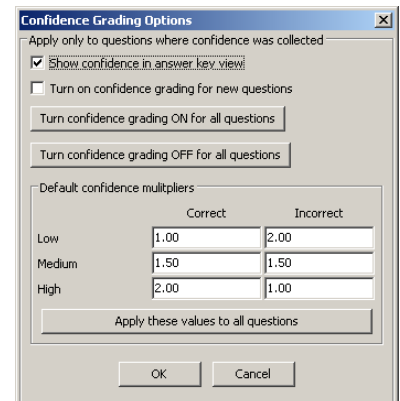 Confidence Grading Options
Apply only to questions where confidence was collected
Show confidence in answer key view
Turn on confidence grading for new questions
Turn confidence grading ON for all questions
Turn confidence grading OFF for all questions
Default confidence mulitpliers
Correct Incorrect
Low 1.00 2.00
Medium 1.50 1.50
High 2.00 1.00
Apply these values to all questions
OK Cancel